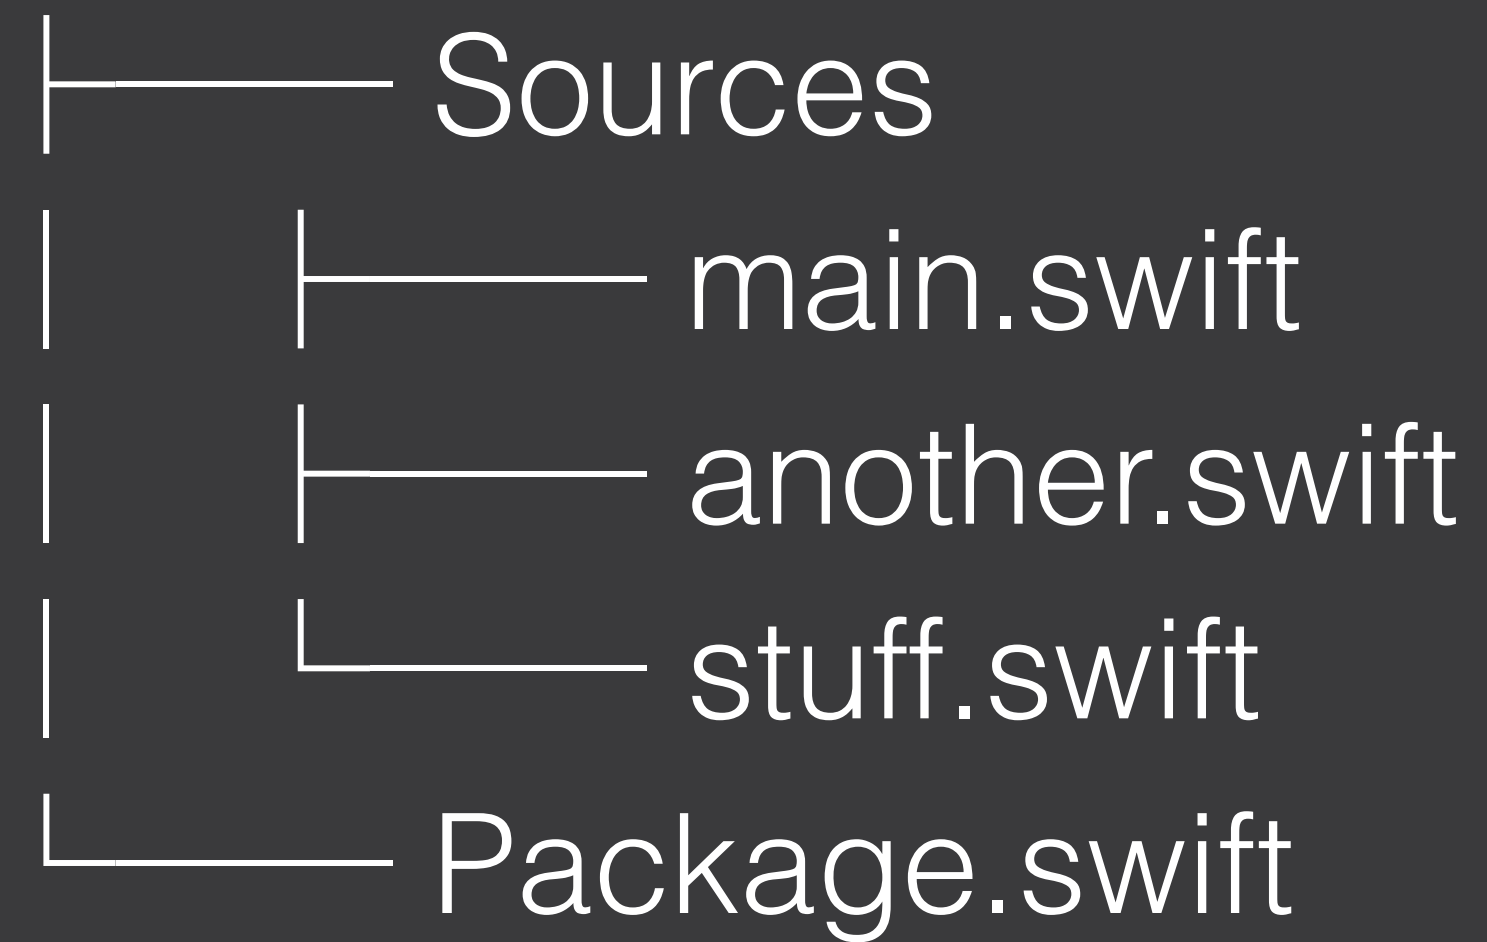 ├── Sources
│   ├── main.swift
│   ├── another.swift
│   └── stuff.swift
└── Package.swift